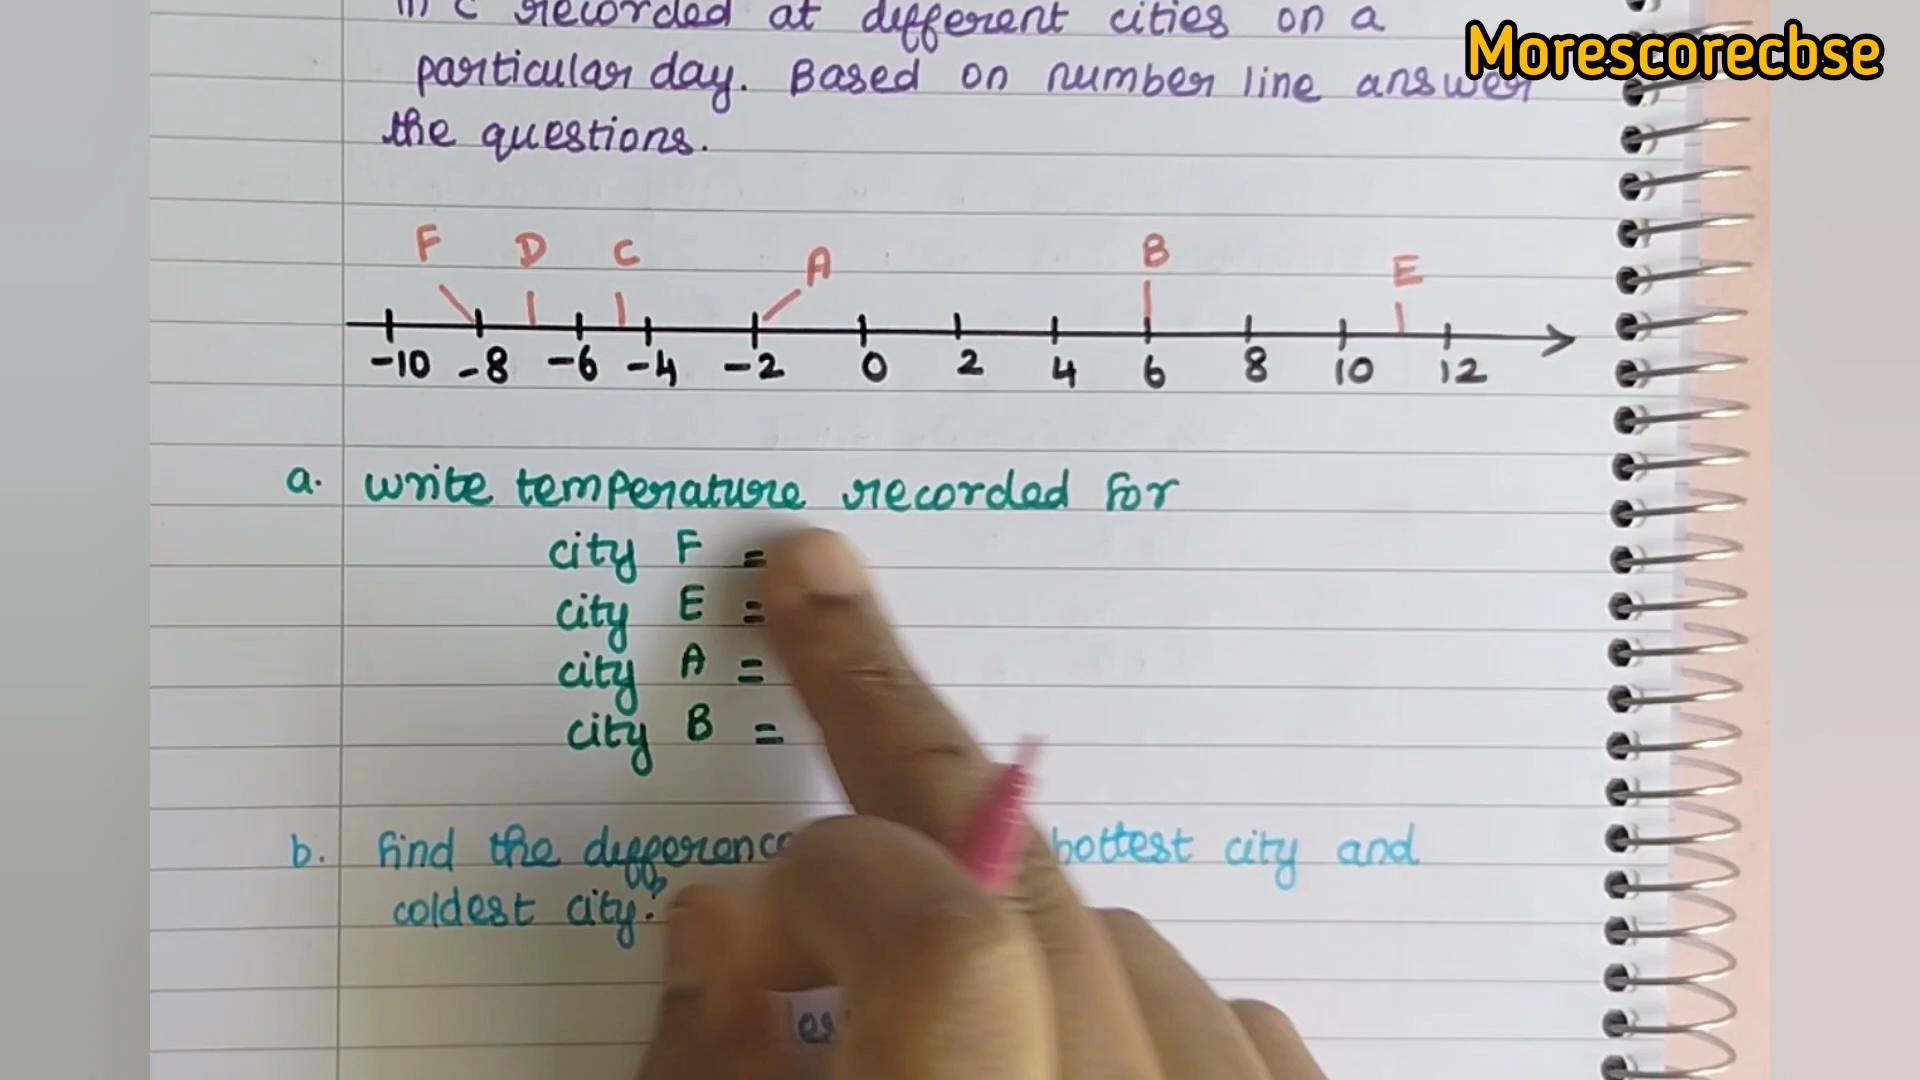 in °C recorded at different cities on a
Morescorecbse
particular day. Based on number line answer
the questions.
F D C A B E
-10 -8 -6 -4 -2 0 2 4 6 8 10 12
a. write temperature recorded for
city F =
city E =
city A =
city B =
b. Find the difference hottest city and
coldest city.